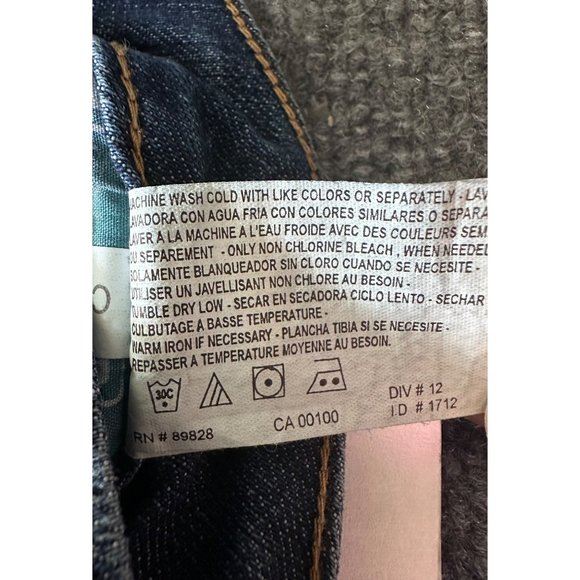 MACHINE WASH COLD WITH LIKE COLORS OR SEPARATELY -
LAVADORA CON AGUA FRIA CON COLORES SIMILARES O
LAVER A LA MACHINE A L'EAU FROIDE AVEC DES COULEURS
OU SEPAREMENT - ONLY NON CHLORINE BLEACH , WHEN NEEDED
SOLAMENTE BLANQUEADOR SIN CLORO CUANDO SE NECESITE -
UTILISER UN JAVELLISANT NON CHLORE AU BESOIN -
TUMBLE DRY LOW - SECAR EN SECADORA CICLO LENTO - SECHAR
CULBUTAGE A BASSE TEMPERATURE -
WARM IRON IF NECESSARY - PLANCHA TIBIA SI SE NECESITE -
REPASSER A TEMPERATURE MOYENNE AU BESOIN.
30C
DIV # 12
RN # 89828 CA 00100 I.D # 1712